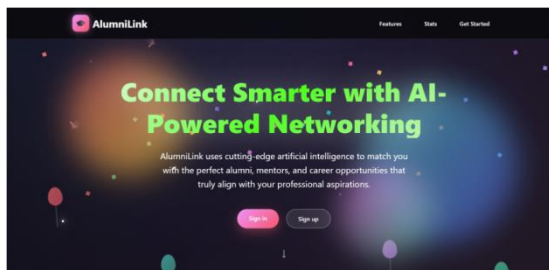 AlumniLink
Features Stats Get Started
Connect Smarter with AI-
Powered Networking
AlumniLink uses cutting-edge artificial intelligence to match you
with the perfect alumni, mentors, and career opportunities that
truly align with your professional aspirations.
Sign in Sign up